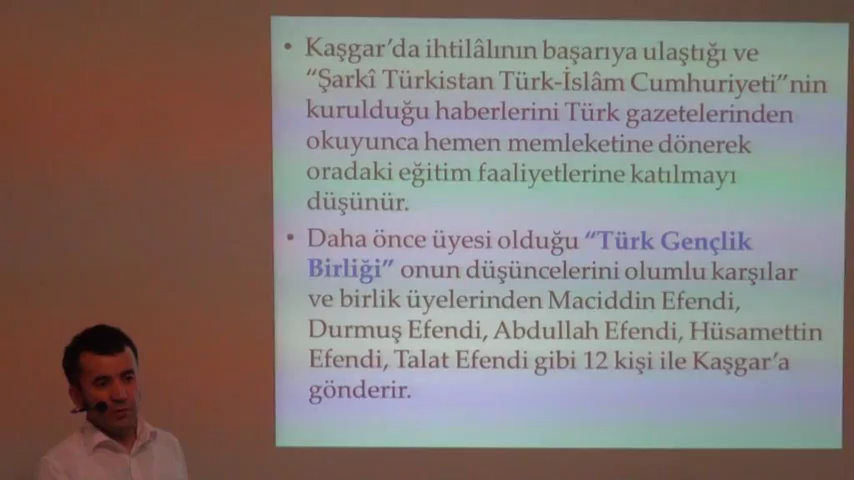 • Kaşgar'da ihtilâlının başarıya ulaştığı ve
"Şarkî Türkistan Türk-İslâm Cumhuriyeti"nin
kurulduğu haberlerini Türk gazetelerinden
okuyunca hemen memleketine dönerek
oradaki eğitim faaliyetlerine katılmayı
düşünür.
• Daha önce üyesi olduğu "Türk Gençlik
Birliği" onun düşüncelerini olumlu karşılar
ve birlik üyelerinden Maciddin Efendi,
Durmuş Efendi, Abdullah Efendi, Hüsamettin
Efendi, Talat Efendi gibi 12 kişi ile Kaşgar'a
gönderir.